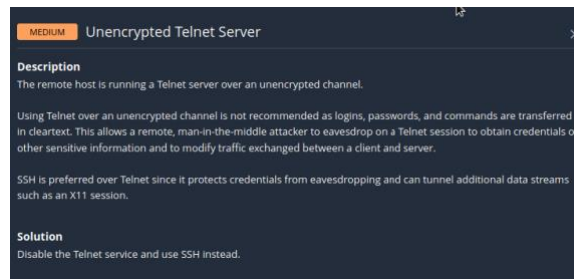 MEDIUM Unencrypted Telnet Server
Description
The remote host is running a Telnet server over an unencrypted channel.
Using Telnet over an unencrypted channel is not recommended as logins, passwords, and commands are transferred
in cleartext. This allows a remote, man-in-the-middle attacker to eavesdrop on a Telnet session to obtain credentials o
other sensitive information and to modify traffic exchanged between a client and server.
SSH is preferred over Telnet since it protects credentials from eavesdropping and can tunnel additional data streams
such as an X11 session.
Solution
Disable the Telnet service and use SSH instead.